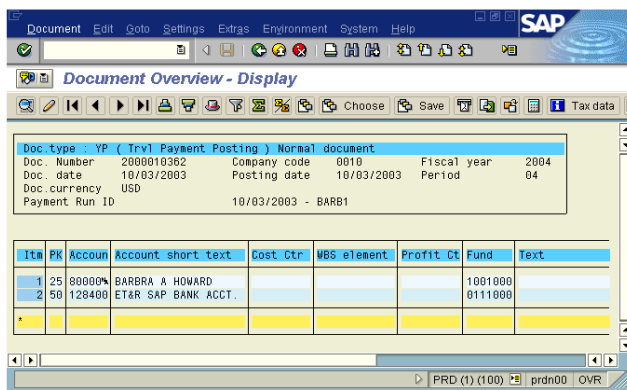 Document Edit Goto Settings Extras Environment System Help
SAP
Document Overview - Display
Choose Save Tax data
Doc.type : YP ( Trvl Payment Posting ) Normal document
Doc. Number 2000010362 Company code 0010 Fiscal year 2004
Doc. date 10/03/2003 Posting date 10/03/2003 Period 04
Doc.currency USD
Payment Run ID 10/03/2003 - BARB1
Itm PK Accoun Account short text Cost Ctr WBS element Profit Ct Fund Text
1 25 80000% BARBRA A HOWARD 1001000
2 50 128400 ET&R SAP BANK ACCT. 0111000
*
PRD (1) (100) prdn00 OVR